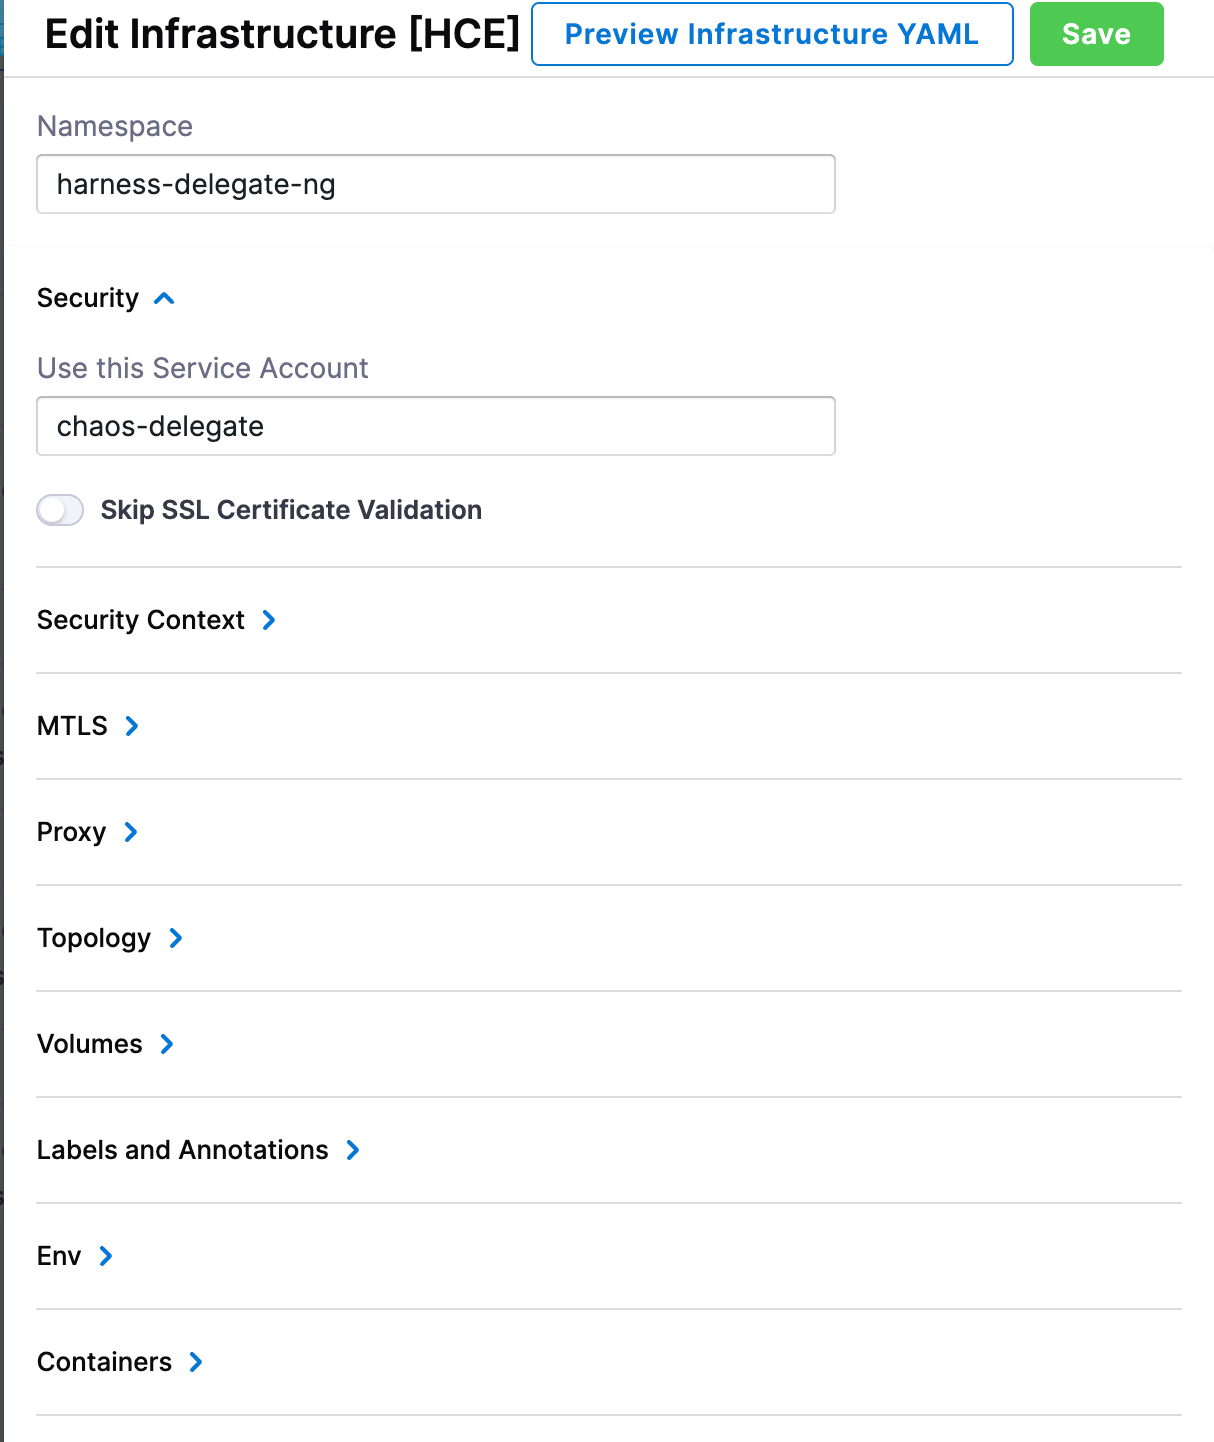 Edit Infrastructure [HCE]
Preview Infrastructure YAML
Save
Namespace
harness-delegate-ng
Security
Use this Service Account
chaos-delegate
Skip SSL Certificate Validation
Security Context
MTLS
Proxy
Topology
Volumes
Labels and Annotations
Env
Containers